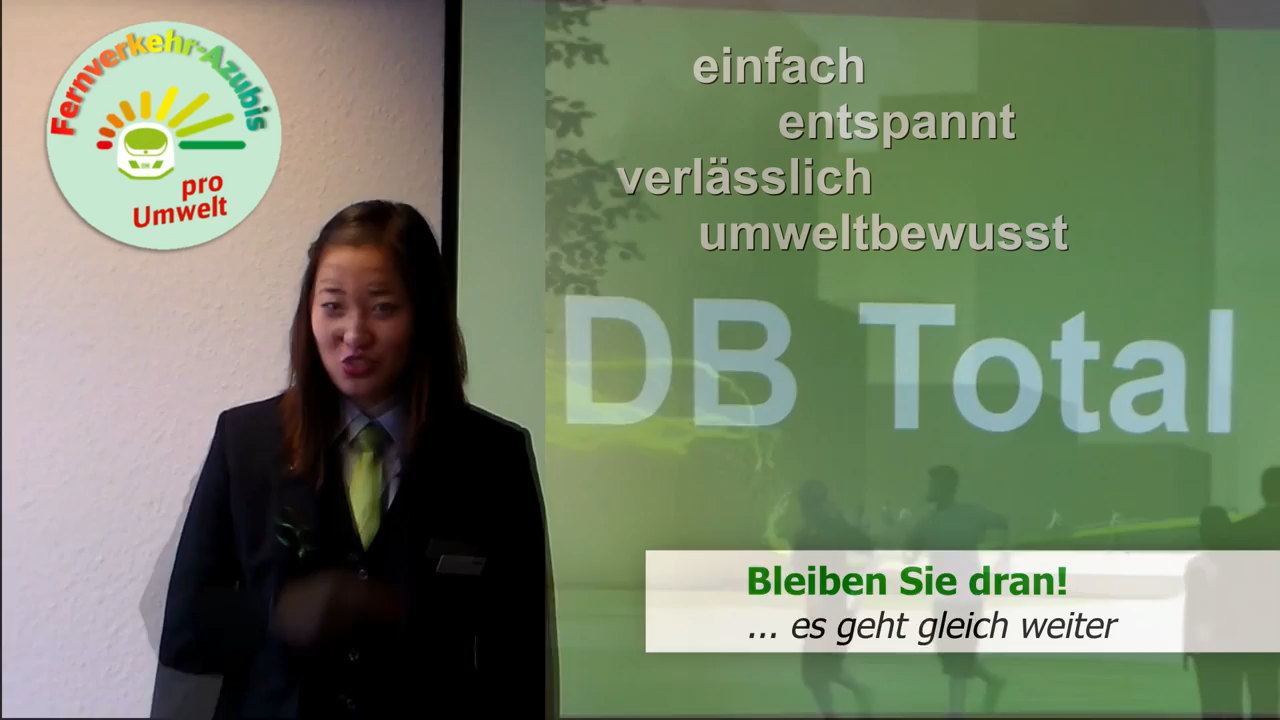 Fernverkehr-Azubis
pro
Umwelt
einfach
entspannt
verlässlich
umweltbewusst
DB Total
Bleiben Sie dran!
... es geht gleich weiter